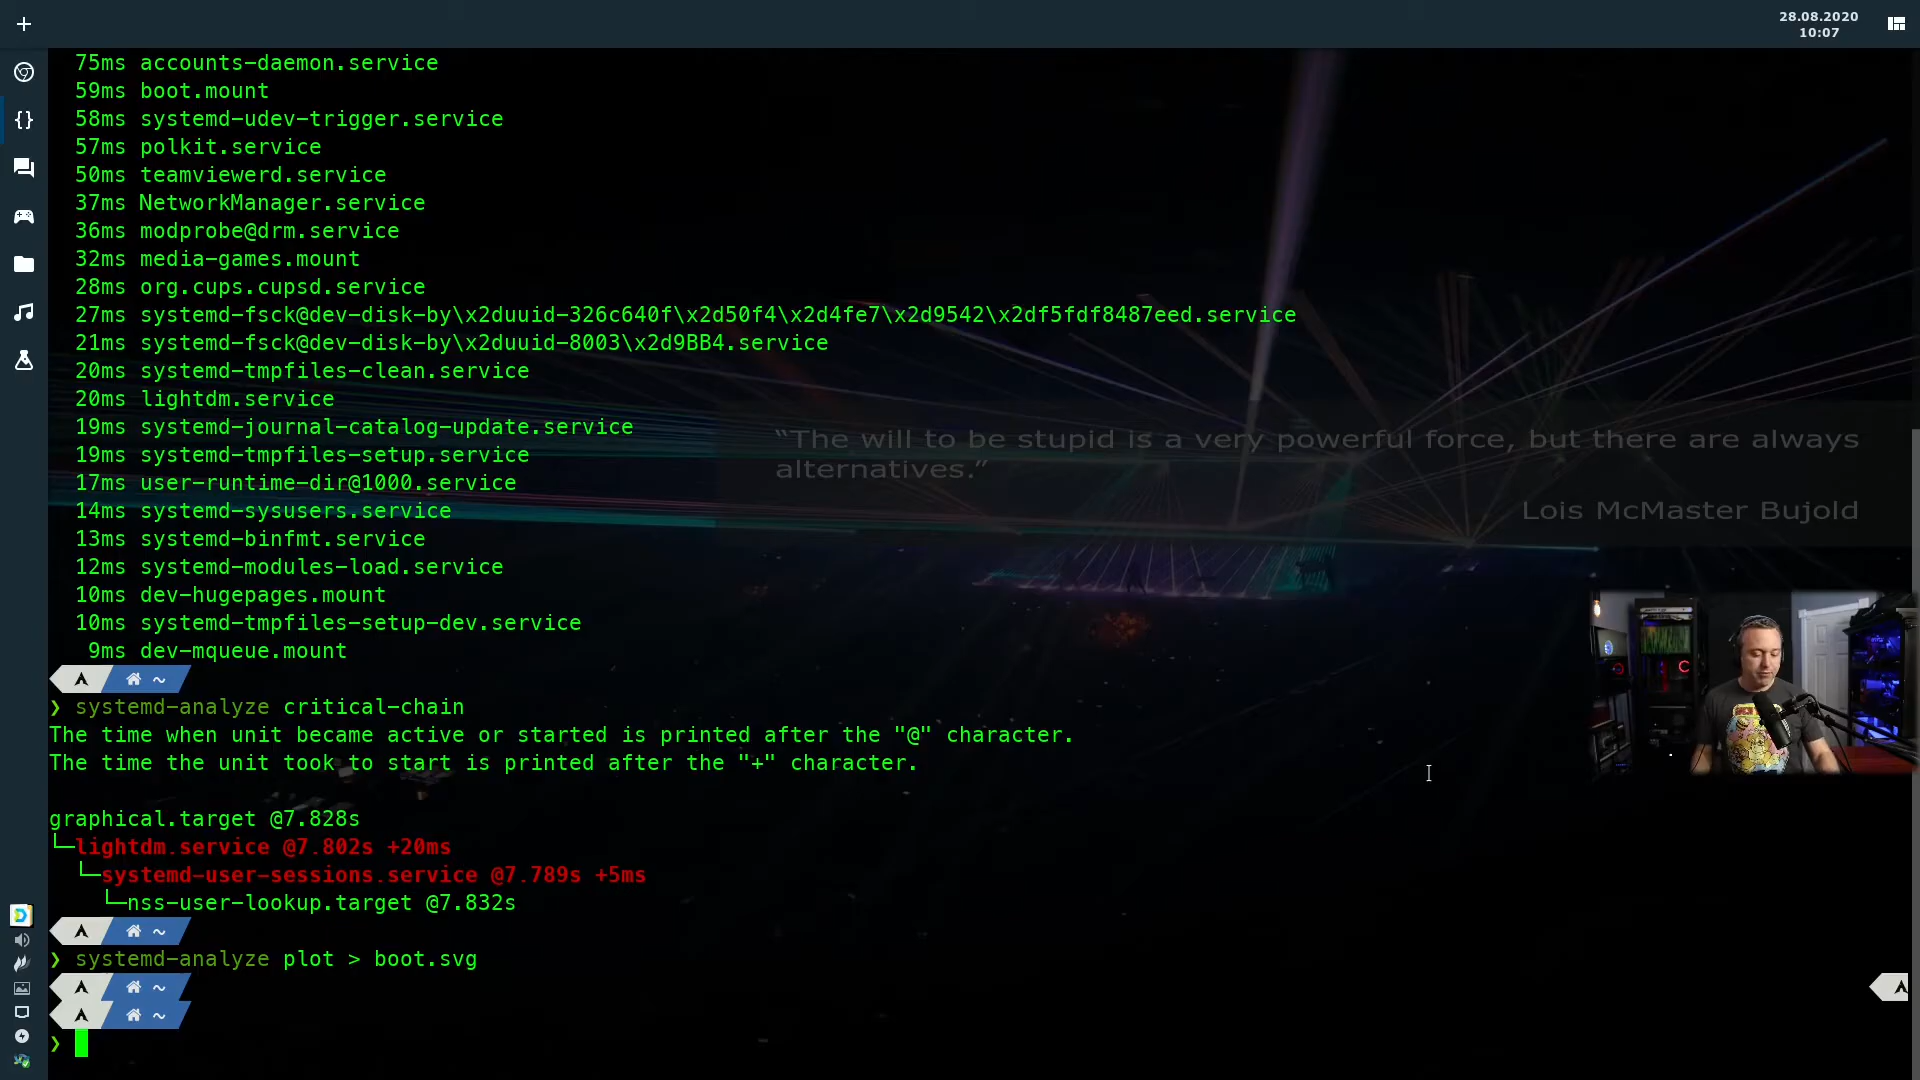 28.08.2020
10:07
75ms accounts-daemon.service
59ms boot.mount
58ms systemd-udev-trigger.service
57ms polkit.service
50ms teamviewerd.service
37ms NetworkManager.service
36ms modprobe@drm.service
32ms media-games.mount
28ms org.cups.cupsd.service
27ms systemd-fsck@dev-disk-by\x2duuid-326c640f\x2d50f4\x2d4fe7\x2d9542\x2df5fdf8487eed.service
21ms systemd-fsck@dev-disk-by\x2duuid-8003\x2d9BB4.service
20ms systemd-tmpfiles-clean.service
20ms lightdm.service
19ms systemd-journal-catalog-update.service
19ms systemd-tmpfiles-setup.service
17ms user-runtime-dir@1000.service
14ms systemd-sysusers.service
13ms systemd-binfmt.service
12ms systemd-modules-load.service
10ms dev-hugepages.mount
10ms systemd-tmpfiles-setup-dev.service
9ms dev-mqueue.mount
“The will to be stupid is a very powerful force, but there are always
alternatives.”
Lois McMaster Bujold
~
❯ systemd-analyze critical-chain
The time when unit became active or started is printed after the "@" character.
The time the unit took to start is printed after the "+" character.
graphical.target @7.828s
└─lightdm.service @7.802s +20ms
└─systemd-user-sessions.service @7.789s +5ms
└─nss-user-lookup.target @7.832s
~
❯ systemd-analyze plot > boot.svg
~
~
❯